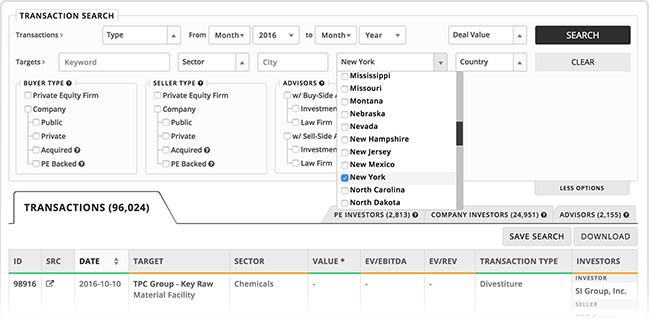 TRANSACTION SEARCH
Transactions > Type From Month 2016 to Month Year Deal Value SEARCH
Targets > Keyword Sector City New York Country CLEAR
Mississippi
Missouri
Montana
Nebraska
Nevada
New Hampshire
New Jersey
New Mexico
New York
North Carolina
North Dakota
BUYER TYPE ?
Private Equity Firm
Company
Public
Private
Acquired ?
PE Backed ?
SELLER TYPE ?
Private Equity Firm
Company
Public
Private
Acquired ?
PE Backed ?
ADVISORS ?
w/ Buy-Side A
Investmen
Law Firm
w/ Sell-Side A
Investmen
Law Firm
LESS OPTIONS
TRANSACTIONS (96,024) PE INVESTORS (2,813) ? COMPANY INVESTORS (24,951) ? ADVISORS (2,155) ?
SAVE SEARCH DOWNLOAD
ID SRC DATE TARGET SECTOR VALUE * EV/EBITDA EV/REV TRANSACTION TYPE INVESTORS
98916 2016-10-10 TPC Group - Key Raw Chemicals - - - Divestiture INVESTOR
Material Facility SI Group, Inc.
SELLER
TPC Group